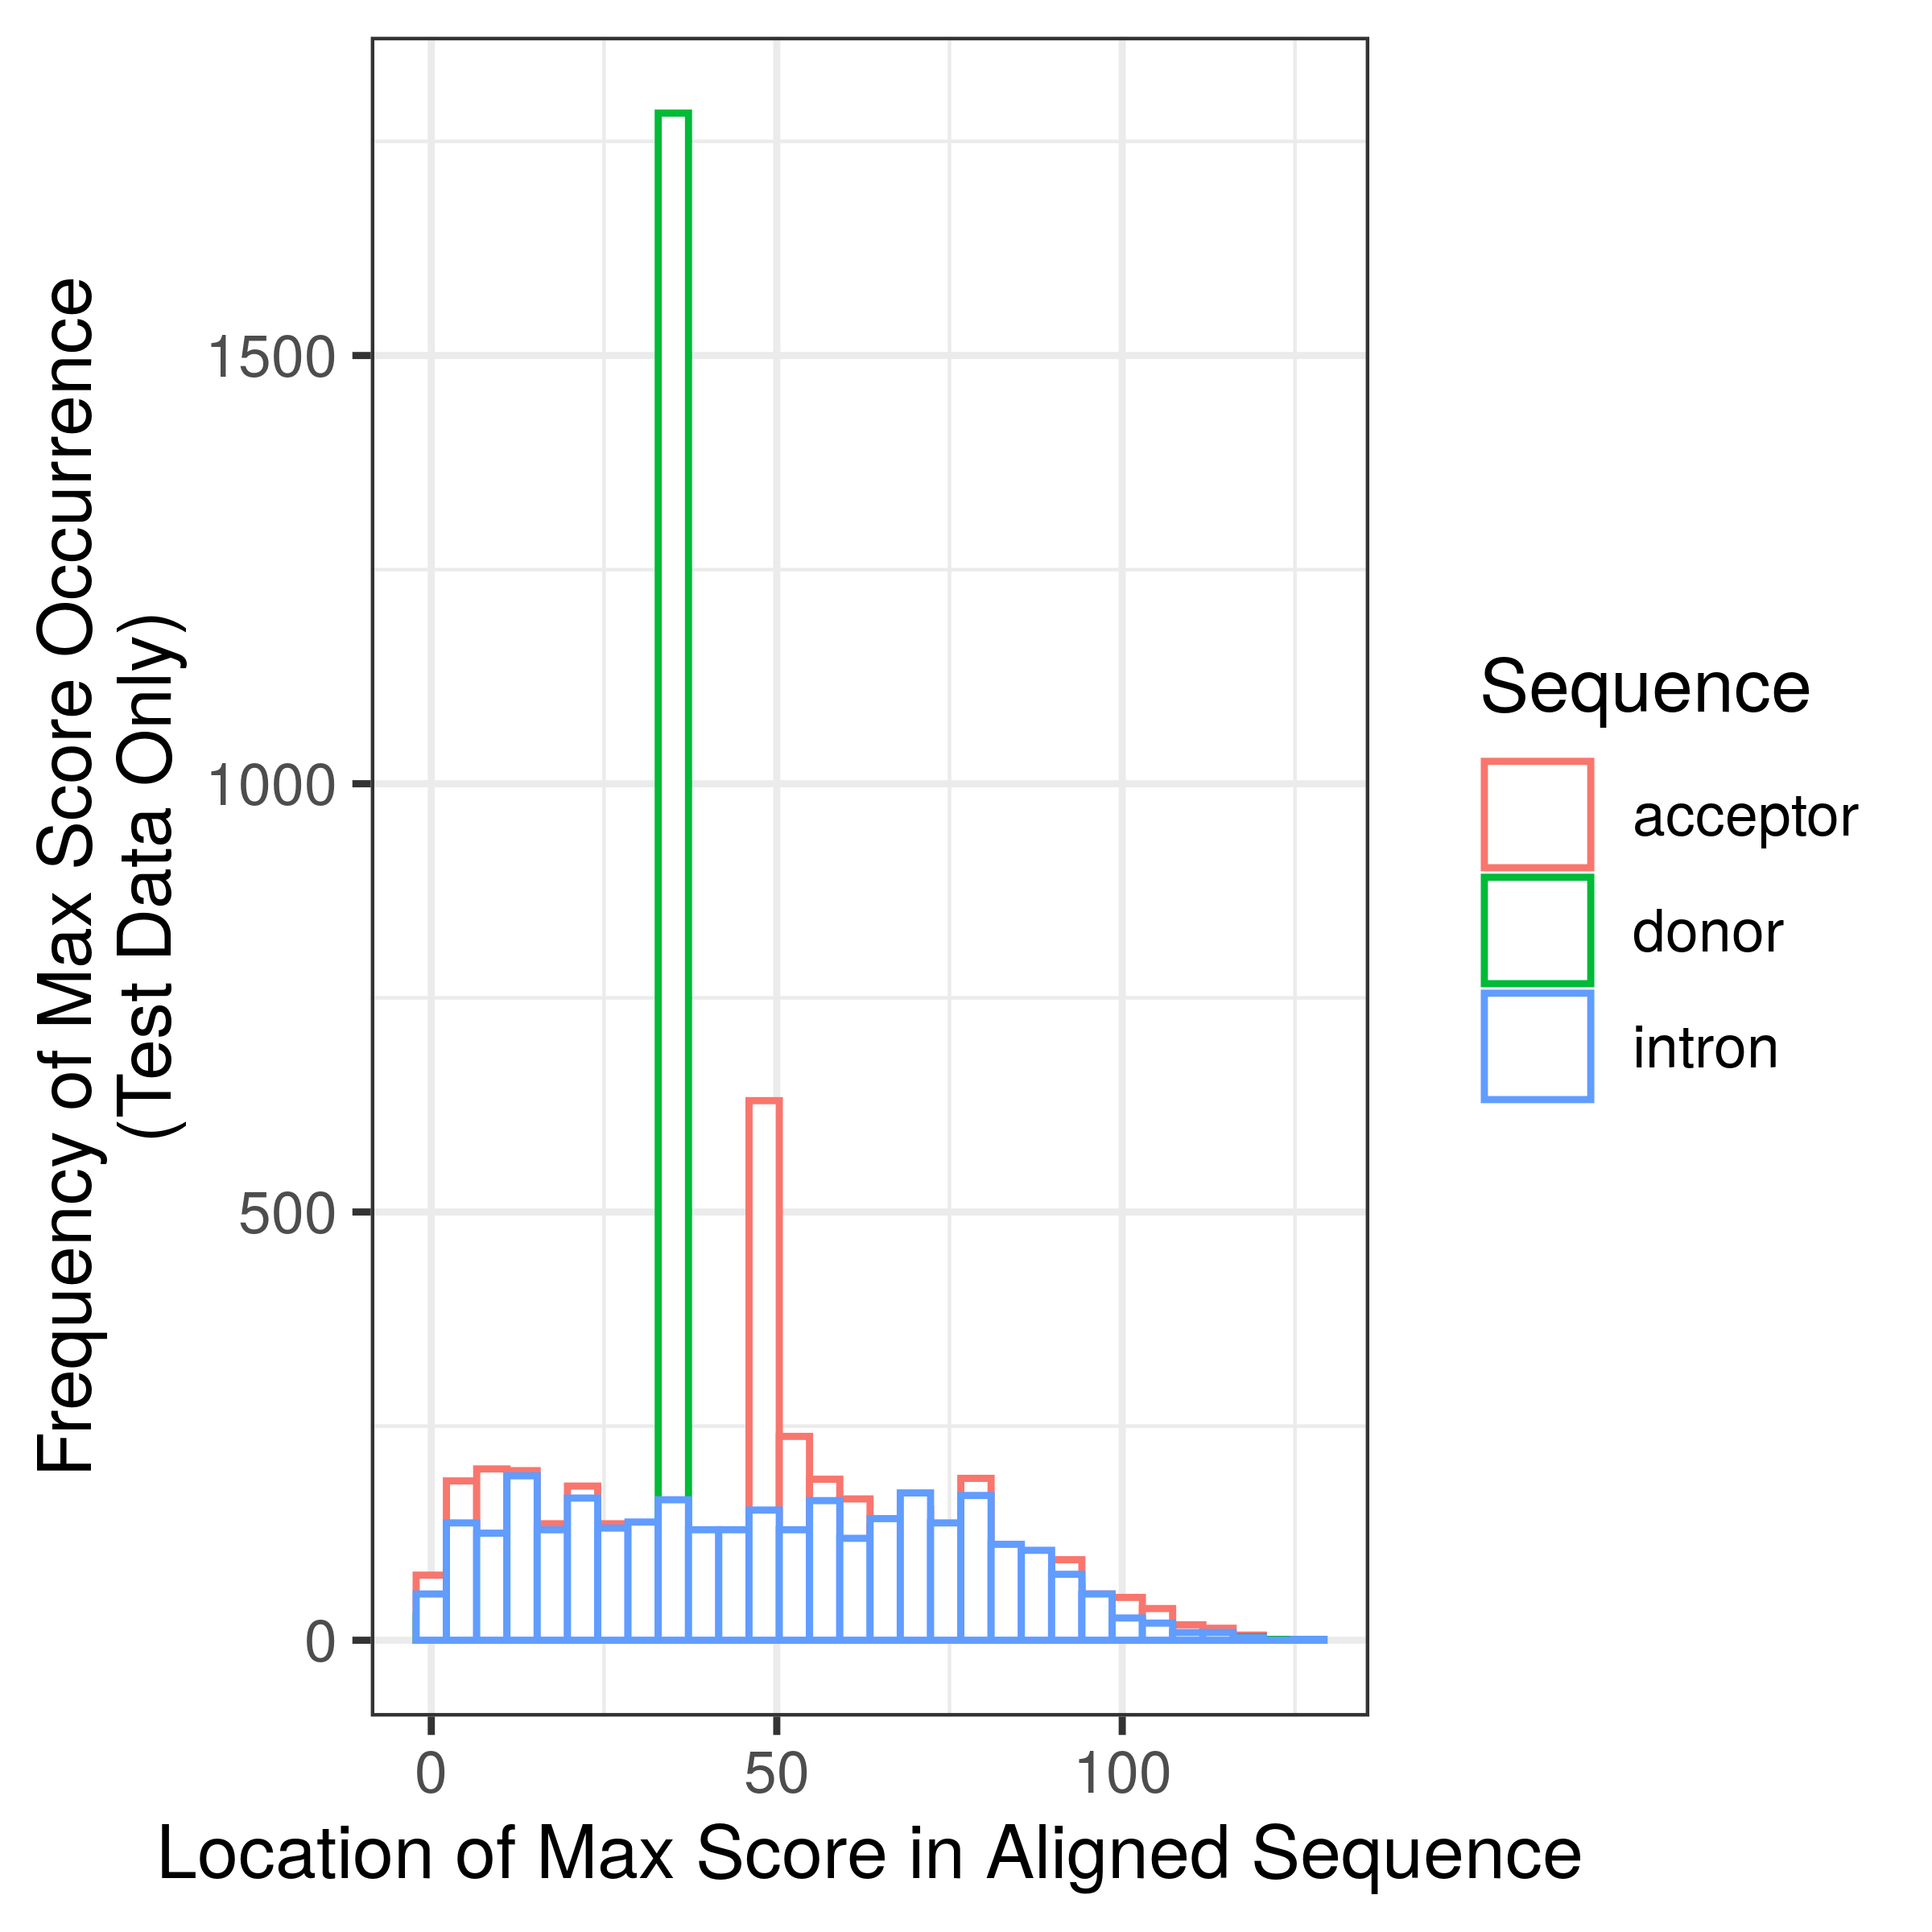 Frequency of Max Score Occurrence
(Test Data Only)
1500
1000
500
0
0
50
100
Location of Max Score in Aligned Sequence
Sequence
acceptor
donor
intron